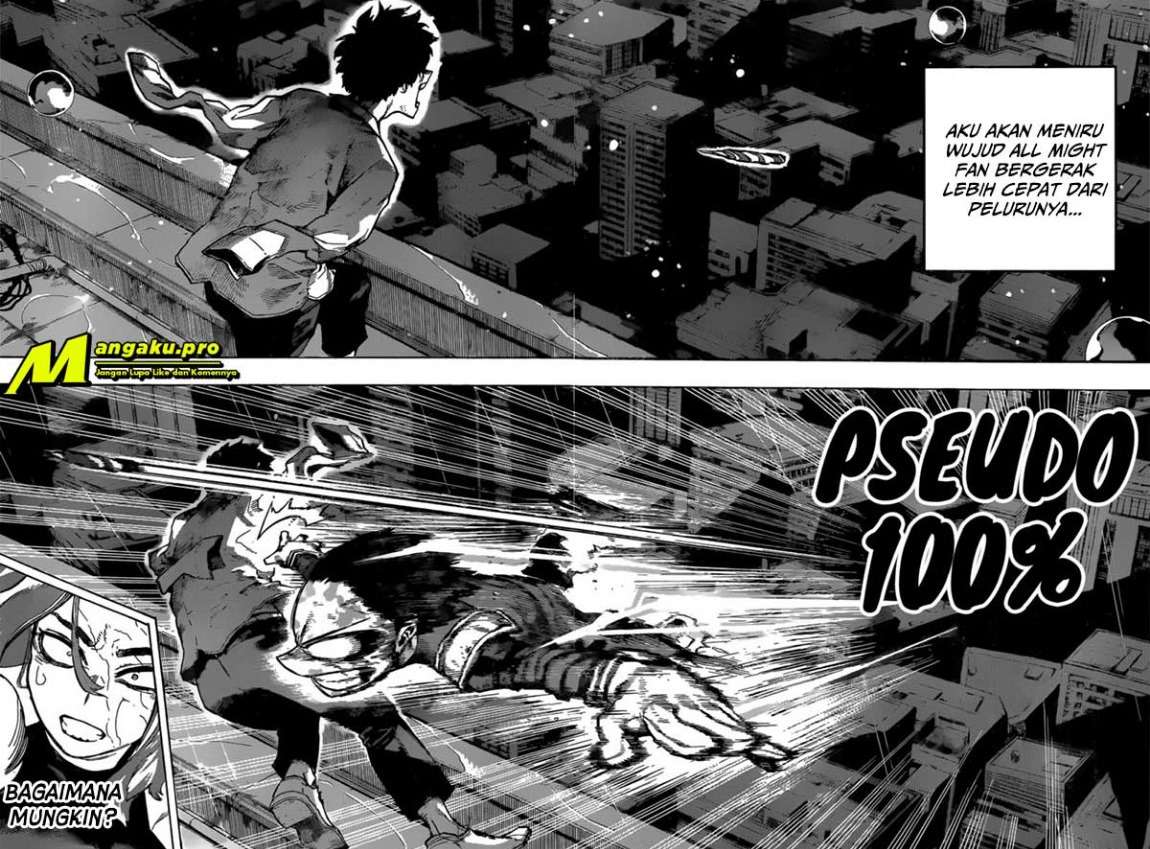 AKU AKAN MENIRU
WUJUD ALL MIGHT
FAN BERGERAK
LEBIH CEPAT DARI
PELURUNYA...
Mangaku.pro
Jangan Lupa Like dan Komennya
PSEUDO
100%
BAGAIMANA
MUNGKIN?